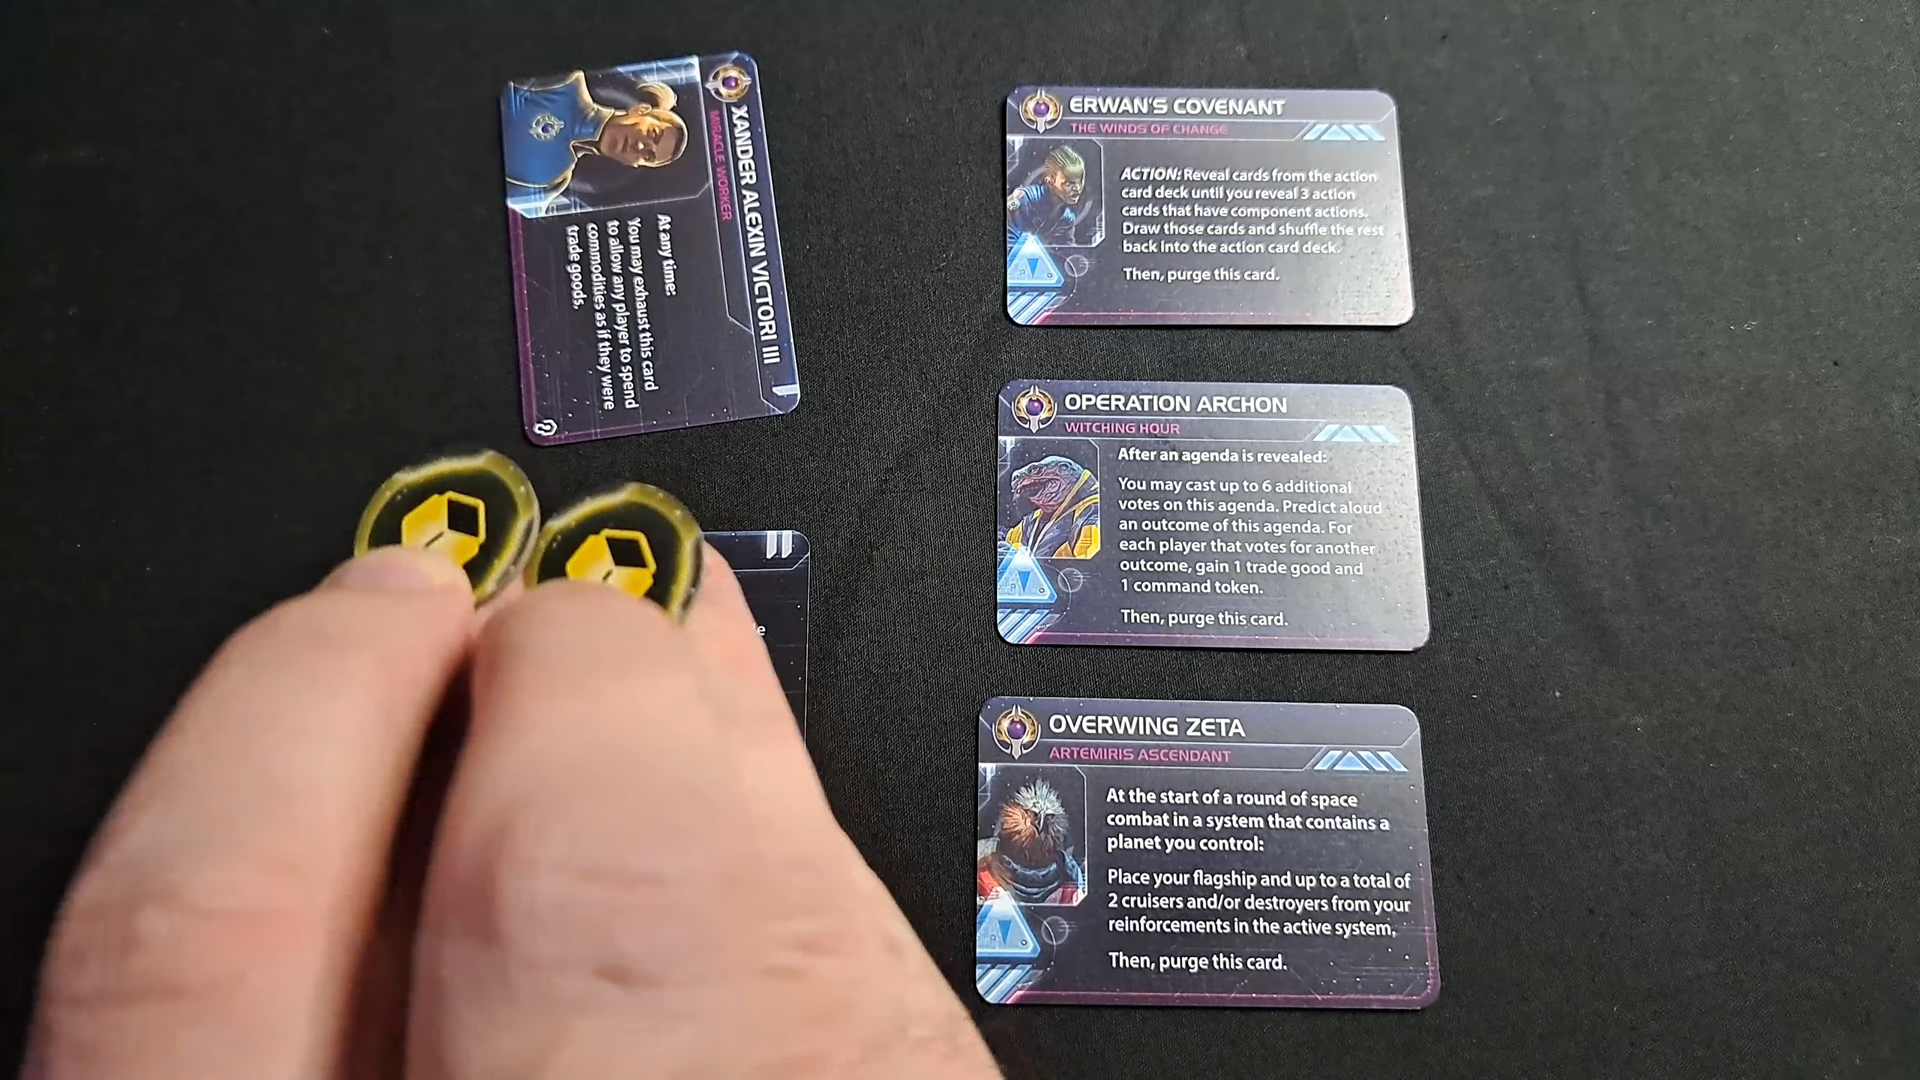 XANDER ALEXIN VICTORI III
MIRACLE WORKER
At any time:
You may exhaust this card
to allow any player to spend
commodities as if they were
trade goods.
ERWAN'S COVENANT
THE WINDS OF CHANGE
ACTION: Reveal cards from the action
card deck until you reveal 3 action
cards that have component actions.
Draw those cards and shuffle the rest
back into the action card deck.
Then, purge this card.
OPERATION ARCHON
WITCHING HOUR
After an agenda is revealed:
You may cast up to 6 additional
votes on this agenda. Predict aloud
an outcome of this agenda. For
each player that votes for another
outcome, gain 1 trade good and
1 command token.
Then, purge this card.
OVERWING ZETA
ARTEMIRIS ASCENDANT
At the start of a round of space
combat in a system that contains a
planet you control:
Place your flagship and up to a total of
2 cruisers and/or destroyers from your
reinforcements in the active system.
Then, purge this card.